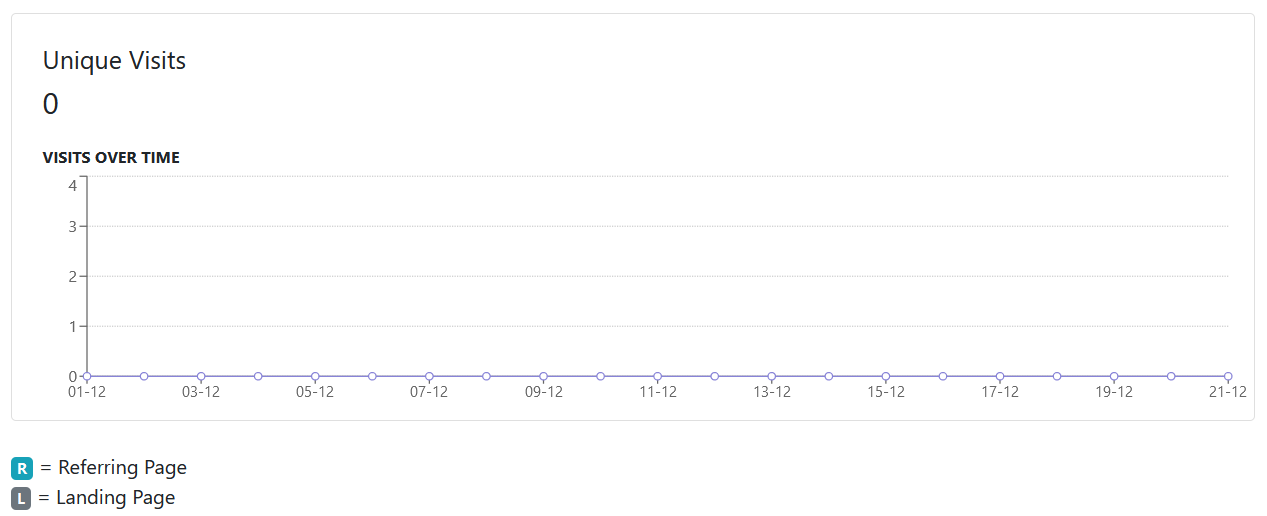 Unique Visits
0
VISITS OVER TIME
4
3
2
1
0
01-12 03-12 05-12 07-12 09-12 11-12 13-12 15-12 17-12 19-12 21-12
R = Referring Page
L = Landing Page